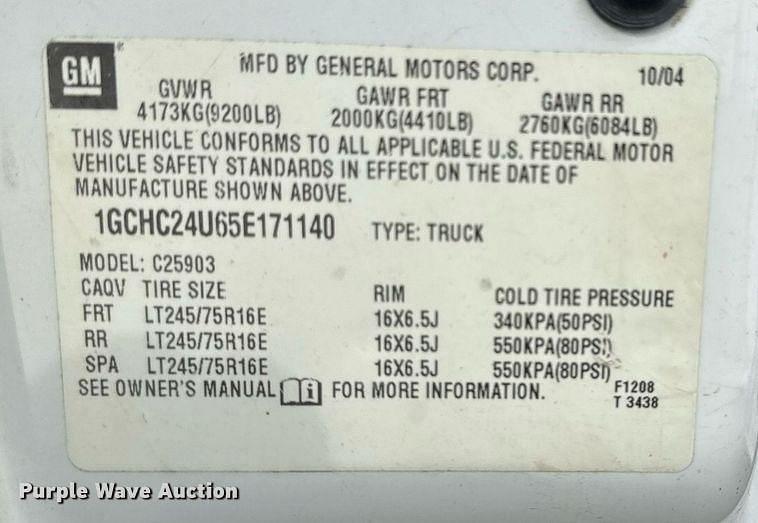 GM
MFD BY GENERAL MOTORS CORP. 10/04
GVWR GAWR FRT GAWR RR
4173KG(9200LB) 2000KG(4410LB) 2760KG(6084LB)
THIS VEHICLE CONFORMS TO ALL APPLICABLE U.S. FEDERAL MOTOR
VEHICLE SAFETY STANDARDS IN EFFECT ON THE DATE OF
MANUFACTURE SHOWN ABOVE.
1GCHC24U65E171140 TYPE: TRUCK
MODEL: C25903
CAQV TIRE SIZE RIM COLD TIRE PRESSURE
FRT LT245/75R16E 16X6.5J 340KPA(50PSI)
RR LT245/75R16E 16X6.5J 550KPA(80PSI)
SPA LT245/75R16E 16X6.5J 550KPA(80PSI)
SEE OWNER'S MANUAL i FOR MORE INFORMATION. F1208
T 3438
Purple Wave Auction